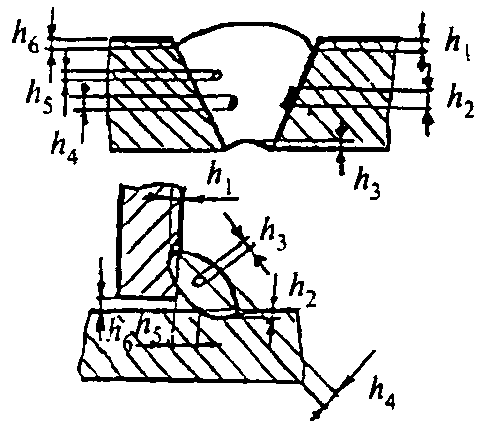 h₆ h₁
h₅ h₂
h₄
h₃
h₁
h₃
h₂
h₆ h₅
h₄